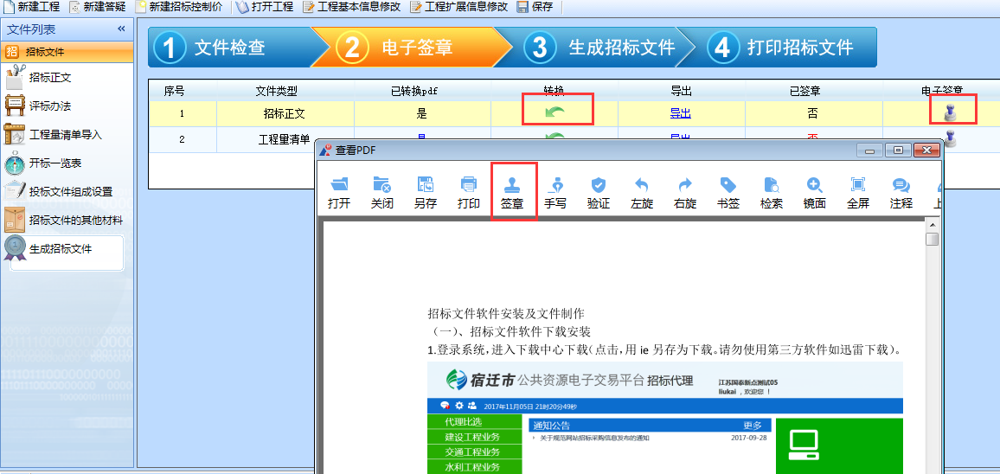 新建工程 新建答疑 新建招标控制价 打开工程 工程基本信息修改 工程扩展信息修改 保存
文件列表 «
招 招标文件
招标正文
评标办法
工程量清单导入
开标一览表
投标文件组成设置
招标文件的其他材料
生成招标文件
1 文件检查 2 电子签章 3 生成招标文件 4 打印招标文件
序号 文件类型 已转换pdf 转换 导出 已签章 电子签章
1 招标正文 是 导出 否
2 工程量清单 是 导出 否
查看PDF
打开 关闭 另存 打印 签章 手写 验证 左旋 右旋 书签 检索 镜面 全屏 注释 上
招标文件软件安装及文件制作
（一）、招标文件软件下载安装
1.登录系统，进入下载中心下载（点击，用 ie 另存为下载。请勿使用第三方软件如迅雷下载）。
宿迁市公共资源电子交易平台 招标代理
江苏国泰新点测试05
liukai ，欢迎您 ！
2017年11月05日 21时20分49秒
代理比选
建设工程业务
交通工程业务
水利工程业务
通知公告 更多
关于规范网站招标采购信息发布的通知 2017-09-28